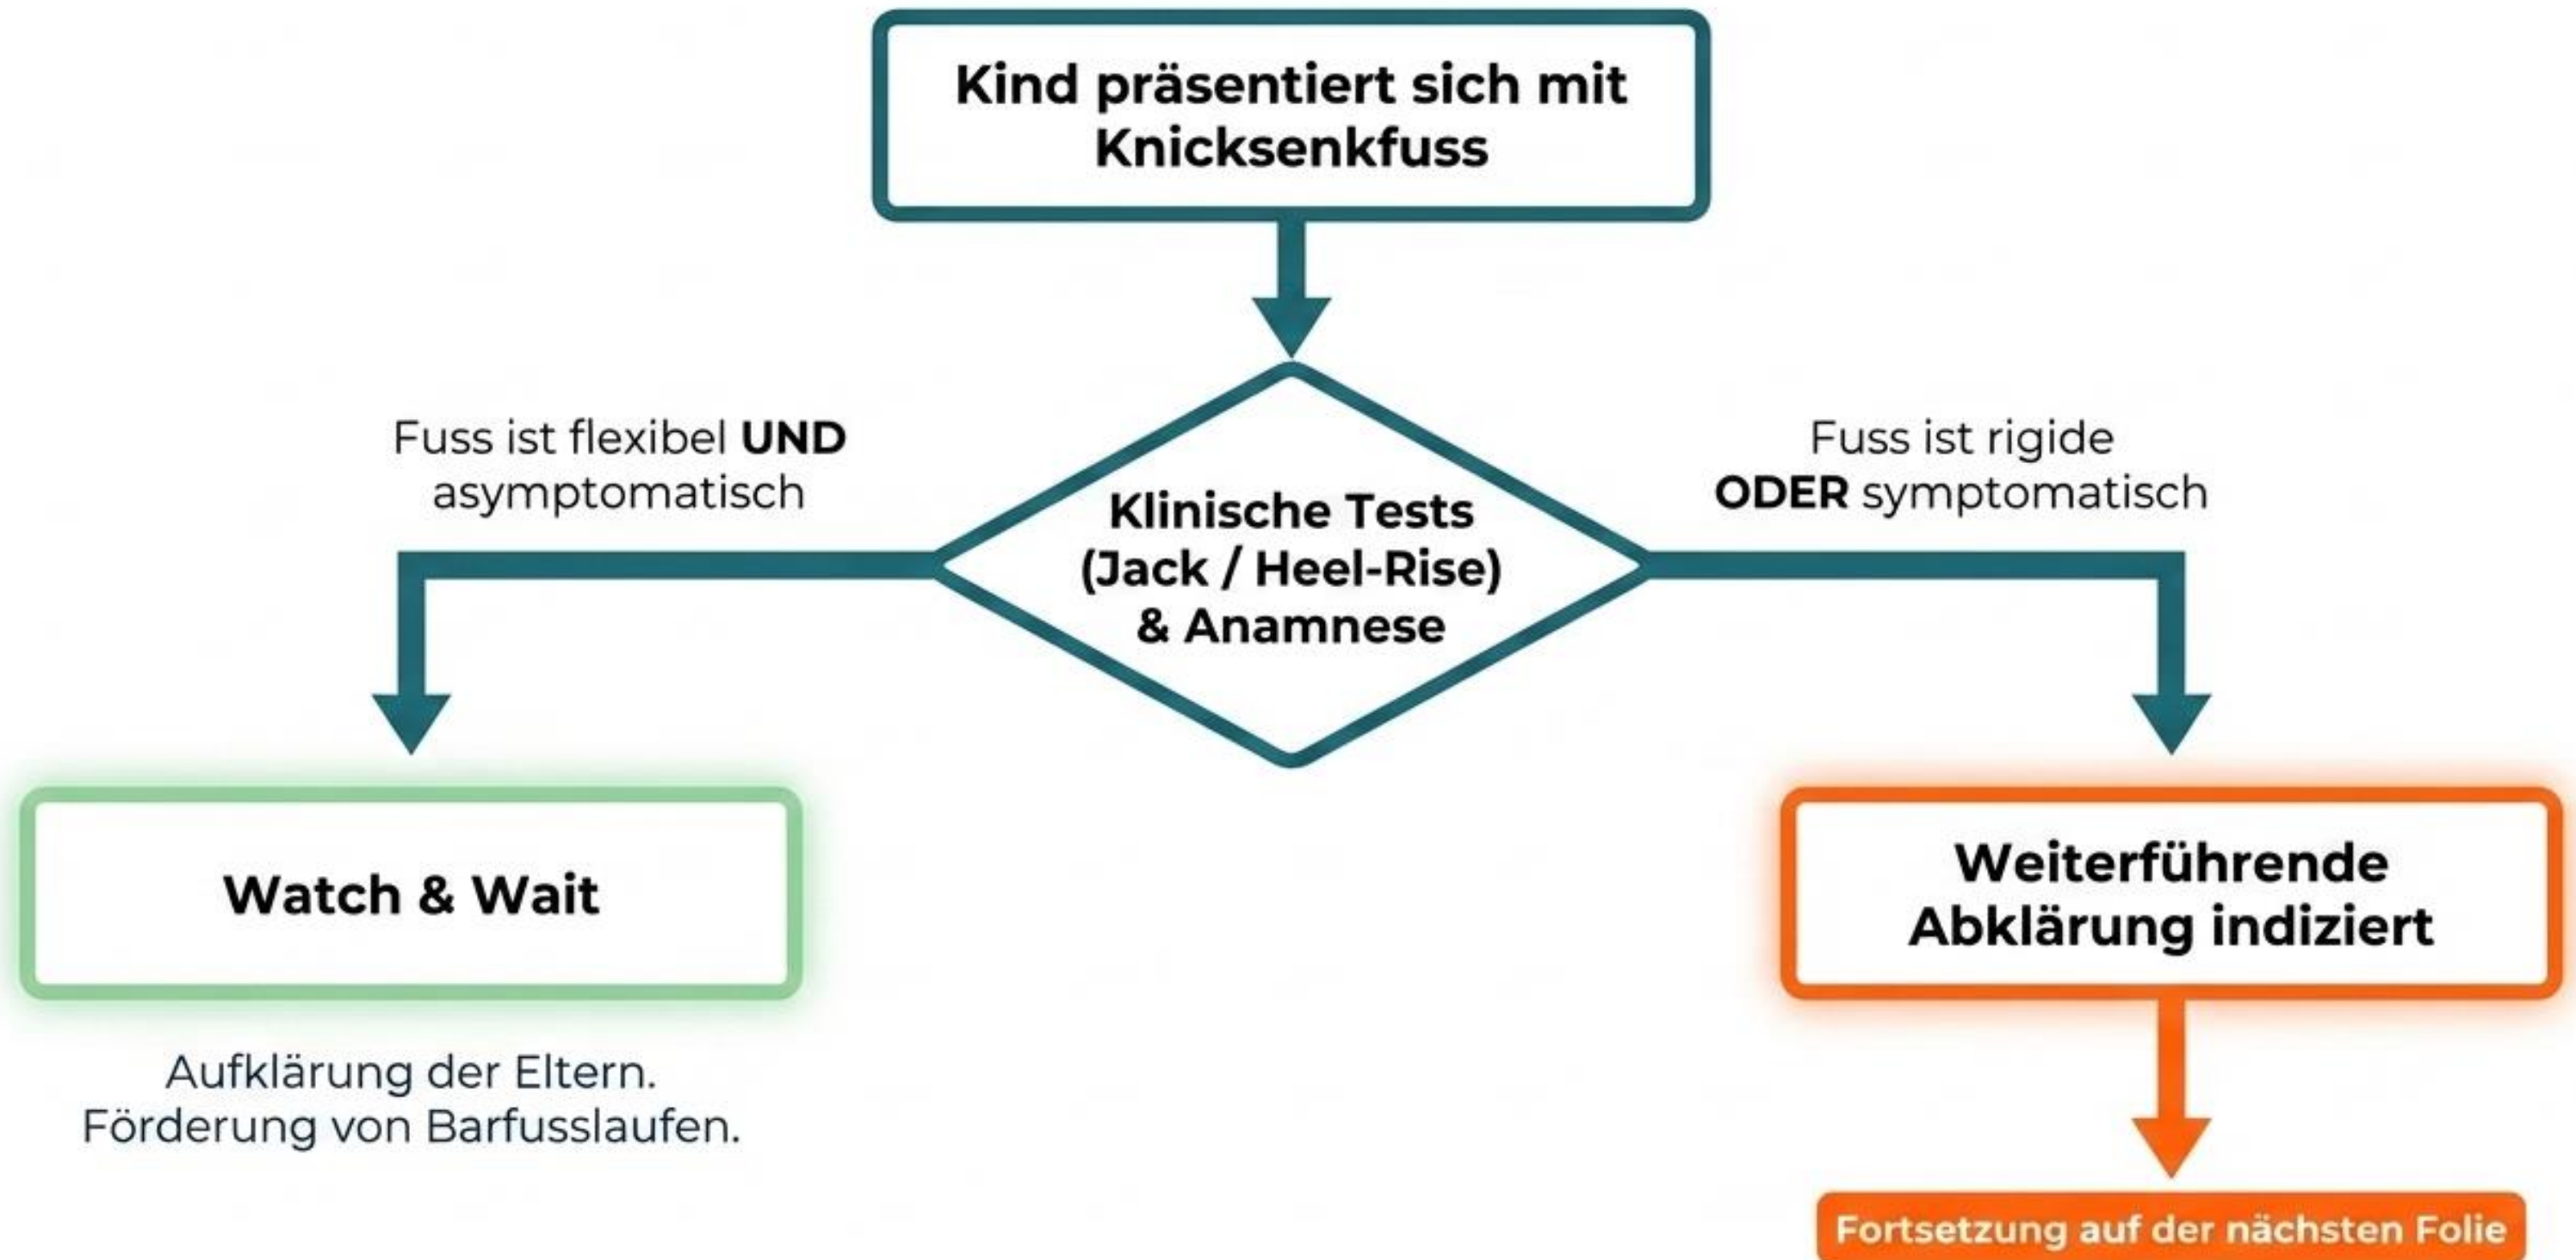 Kind präsentiert sich mit
Knicksenkfuss
Fuss ist flexibel UND
asymptomatisch
Klinische Tests
(Jack / Heel-Rise)
& Anamnese
Fuss ist rigide
ODER symptomatisch
Watch & Wait
Aufklärung der Eltern.
Förderung von Barfusslaufen.
Weiterführende
Abklärung indiziert
Fortsetzung auf der nächsten Folie